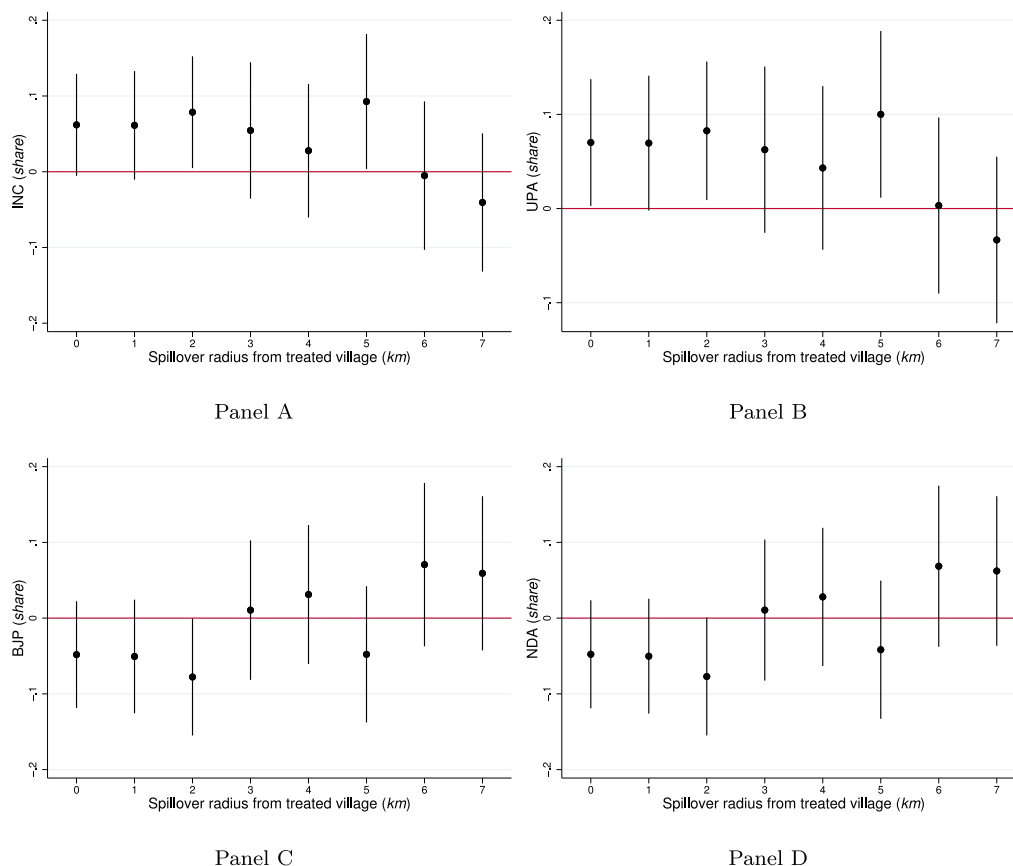 .2
.1
0
-.1
-.2
INC (share)
0 1 2 3 4 5 6 7
Spillover radius from treated village (km)
Panel A
.2
.1
0
-.1
UPA (share)
0 1 2 3 4 5 6 7
Spillover radius from treated village (km)
Panel B
.2
.1
0
-.1
-.2
BJP (share)
0 1 2 3 4 5 6 7
Spillover radius from treated village (km)
Panel C
.2
.1
0
-.1
-.2
NDA (share)
0 1 2 3 4 5 6 7
Spillover radius from treated village (km)
Panel D